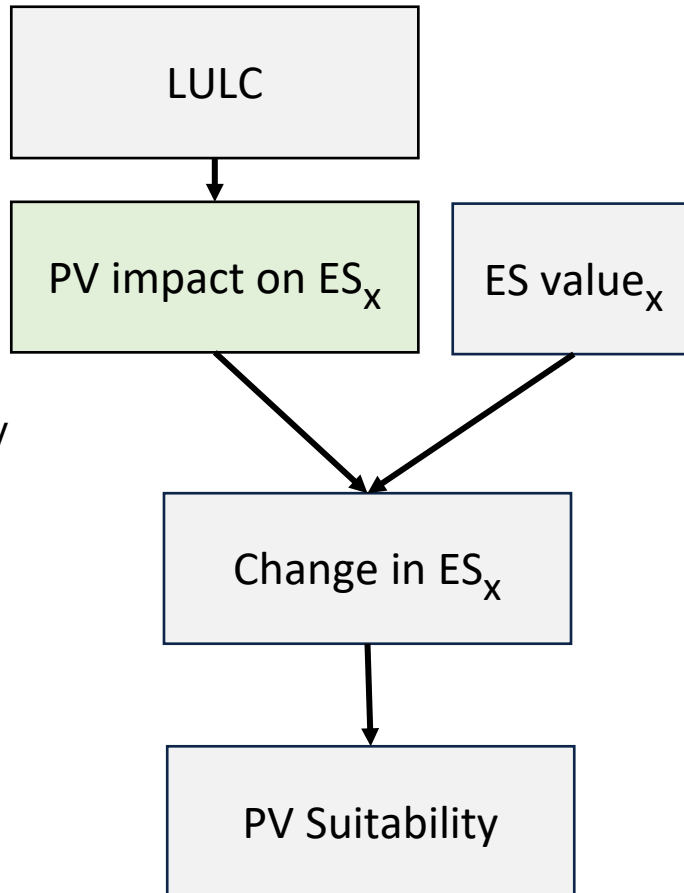 LULC
PV impact on ESₓ
ES valueₓ
y
Change in ESₓ
PV Suitability